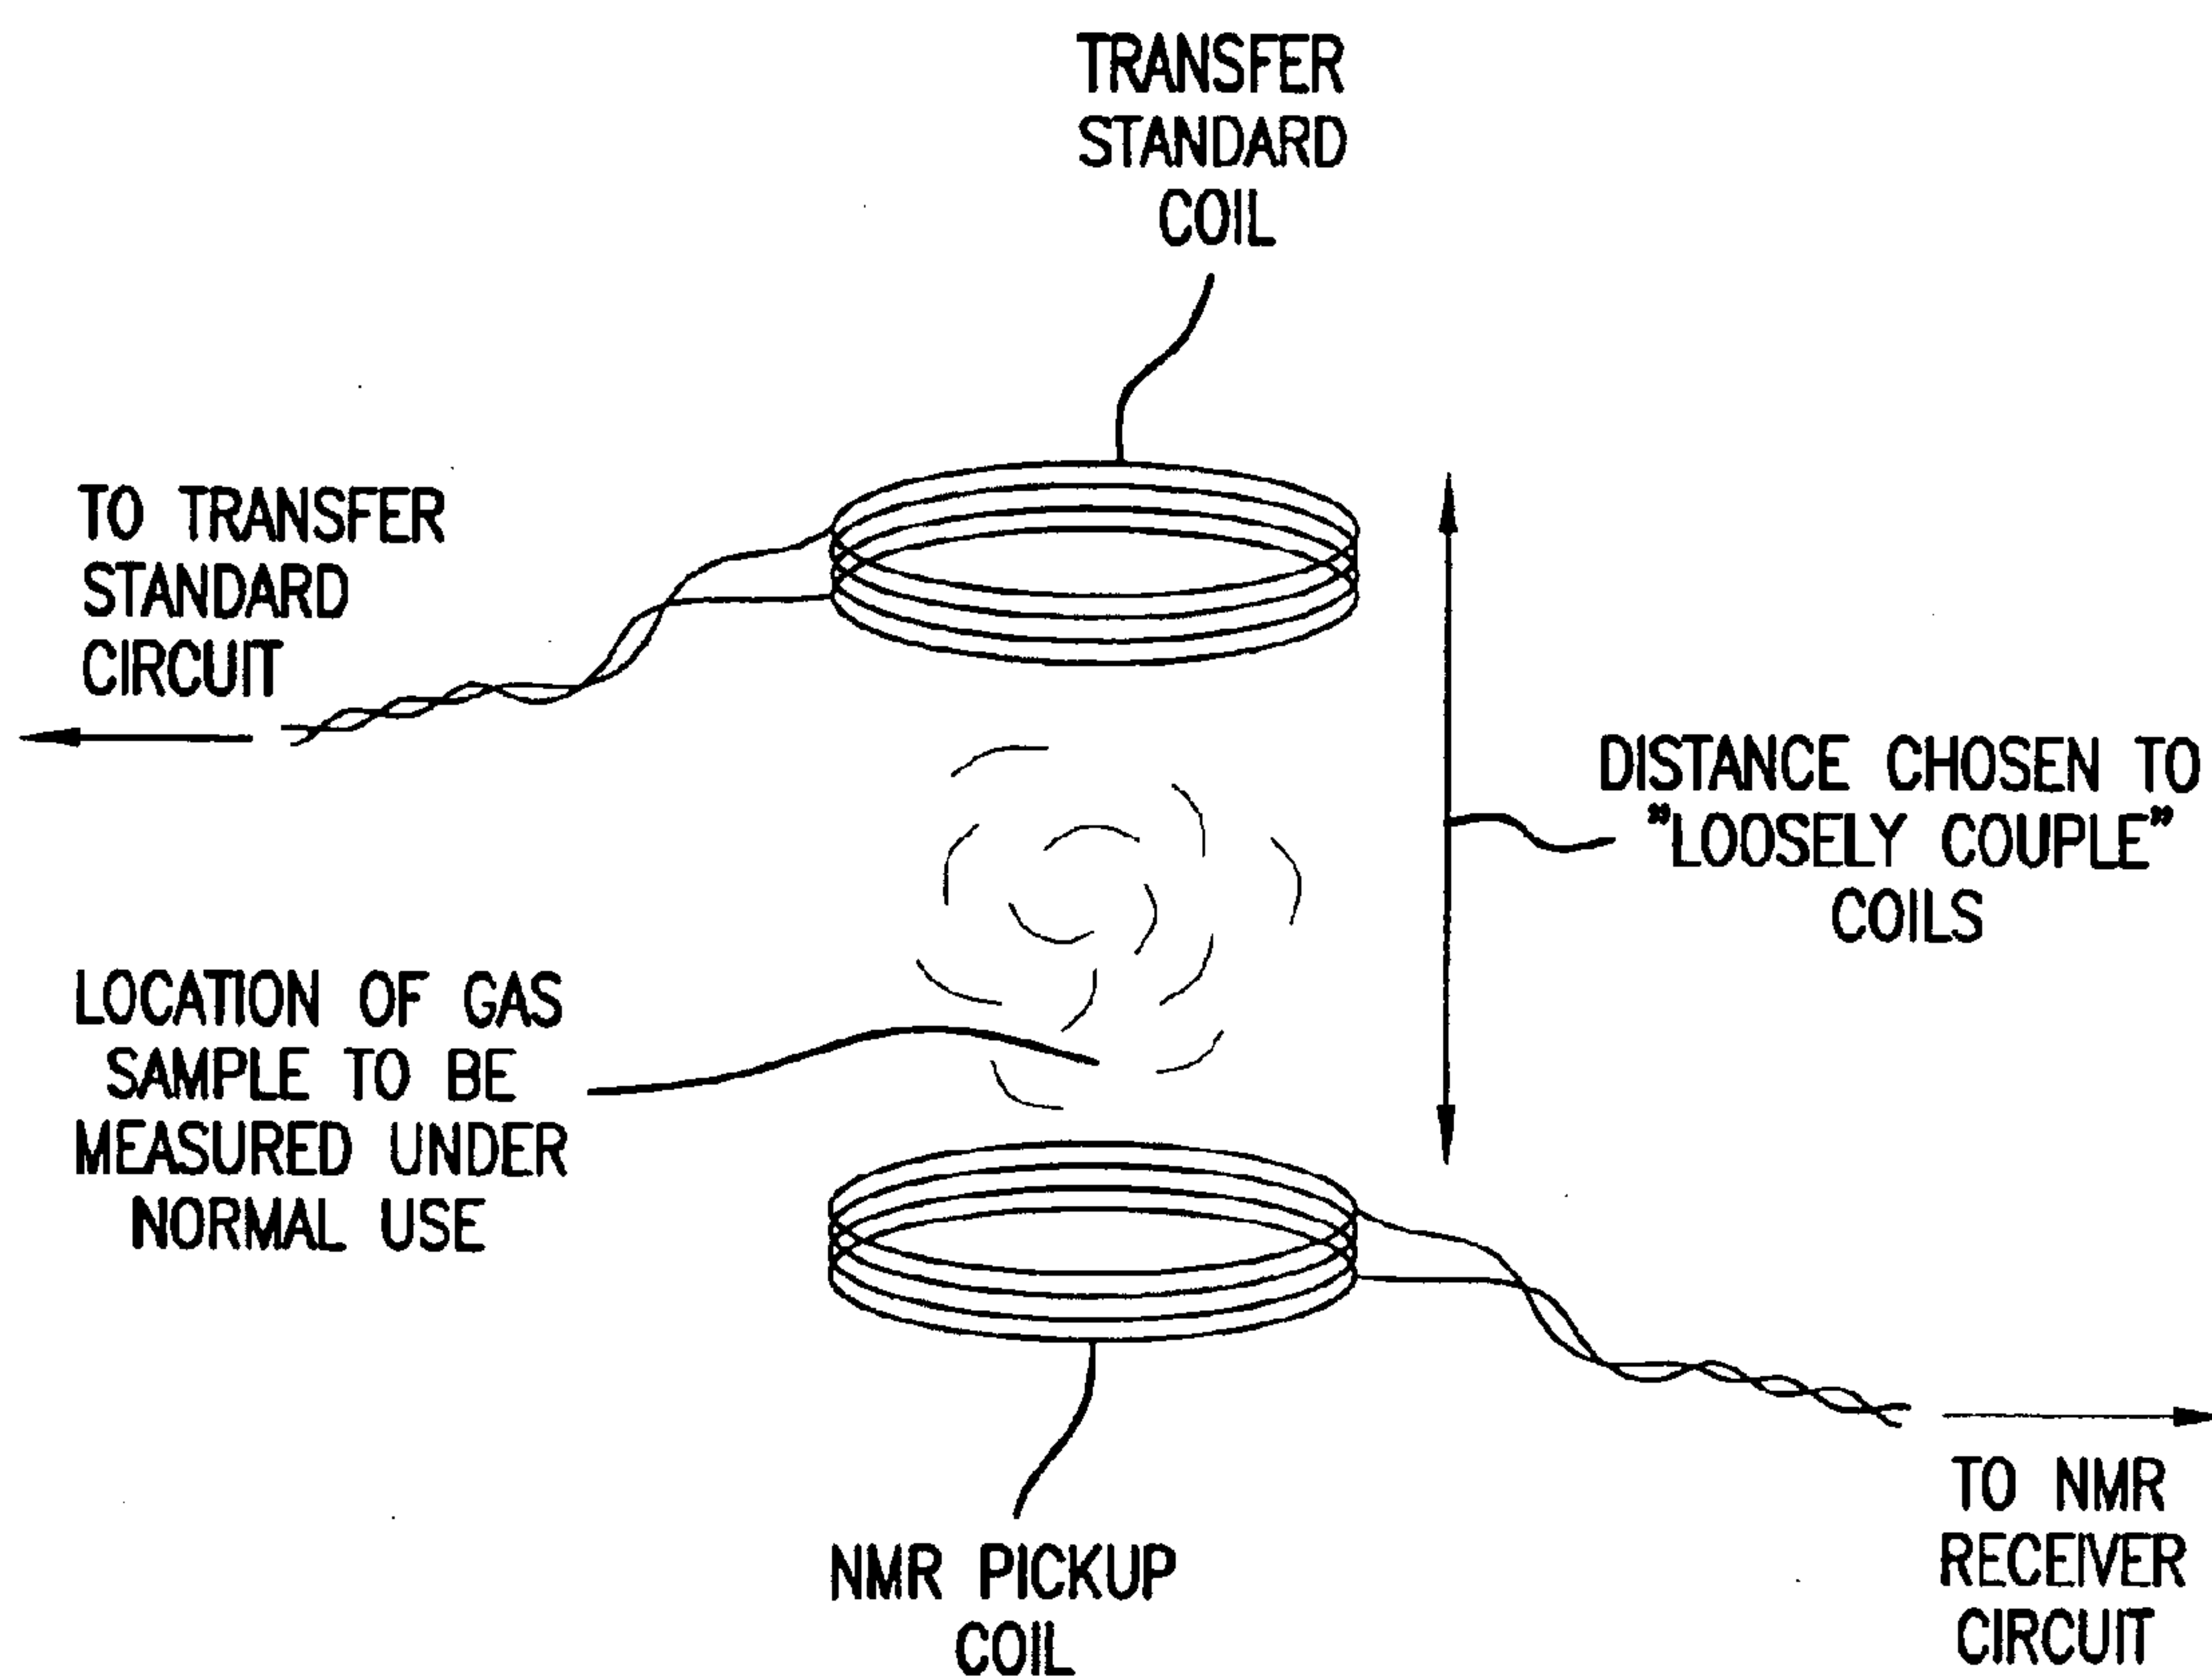 TRANSFER
STANDARD
COIL
TO TRANSFER
STANDARD
CIRCUIT
DISTANCE CHOSEN TO
"LOOSELY COUPLE"
COILS
LOCATION OF GAS
SAMPLE TO BE
MEASURED UNDER
NORMAL USE
NMR PICKUP
COIL
TO NMR
RECEIVER
CIRCUIT